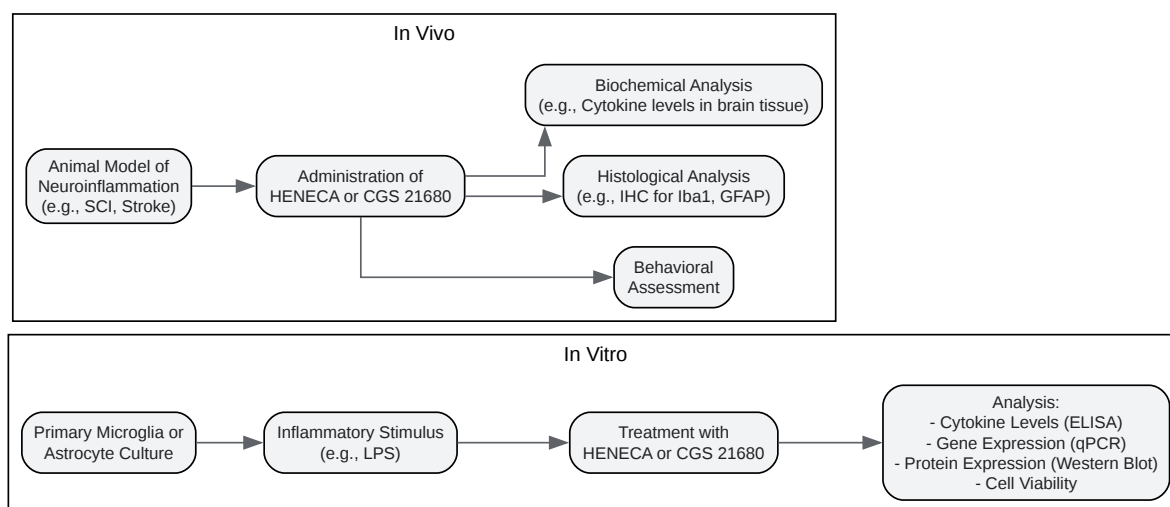 In Vivo
Biochemical Analysis
(e.g., Cytokine levels in brain tissue)
Animal Model of
Neuroinflammation
(e.g., SCI, Stroke)
Administration of
HENECA or CGS 21680
Histological Analysis
(e.g., IHC for Iba1, GFAP)
Behavioral
Assessment
In Vitro
Primary Microglia or
Astrocyte Culture
Inflammatory Stimulus
(e.g., LPS)
Treatment with
HENECA or CGS 21680
Analysis:
- Cytokine Levels (ELISA)
- Gene Expression (qPCR)
- Protein Expression (Western Blot)
- Cell Viability